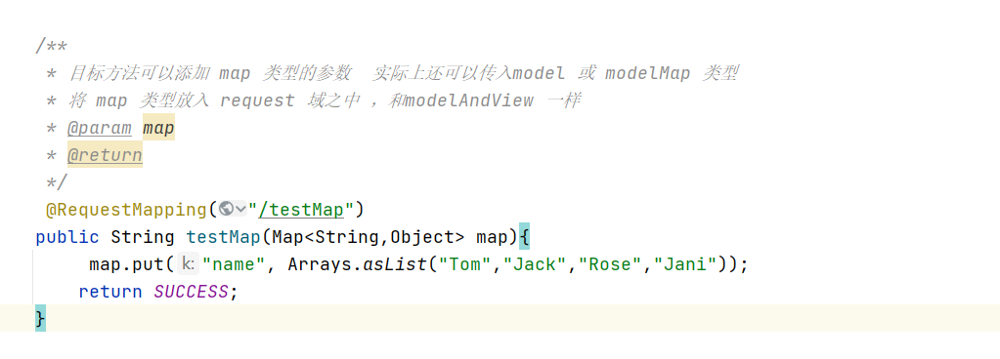 /**
 * 目标方法可以添加 map 类型的参数  实际上还可以传入model 或 modelMap 类型
 * 将 map 类型放入 request 域之中 ，和modelAndView 一样
 * @param map
 * @return
 */
 @RequestMapping("/testMap")
public String testMap(Map<String,Object> map){
     map.put( k: "name", Arrays.asList("Tom","Jack","Rose","Jani"));
    return SUCCESS;
}